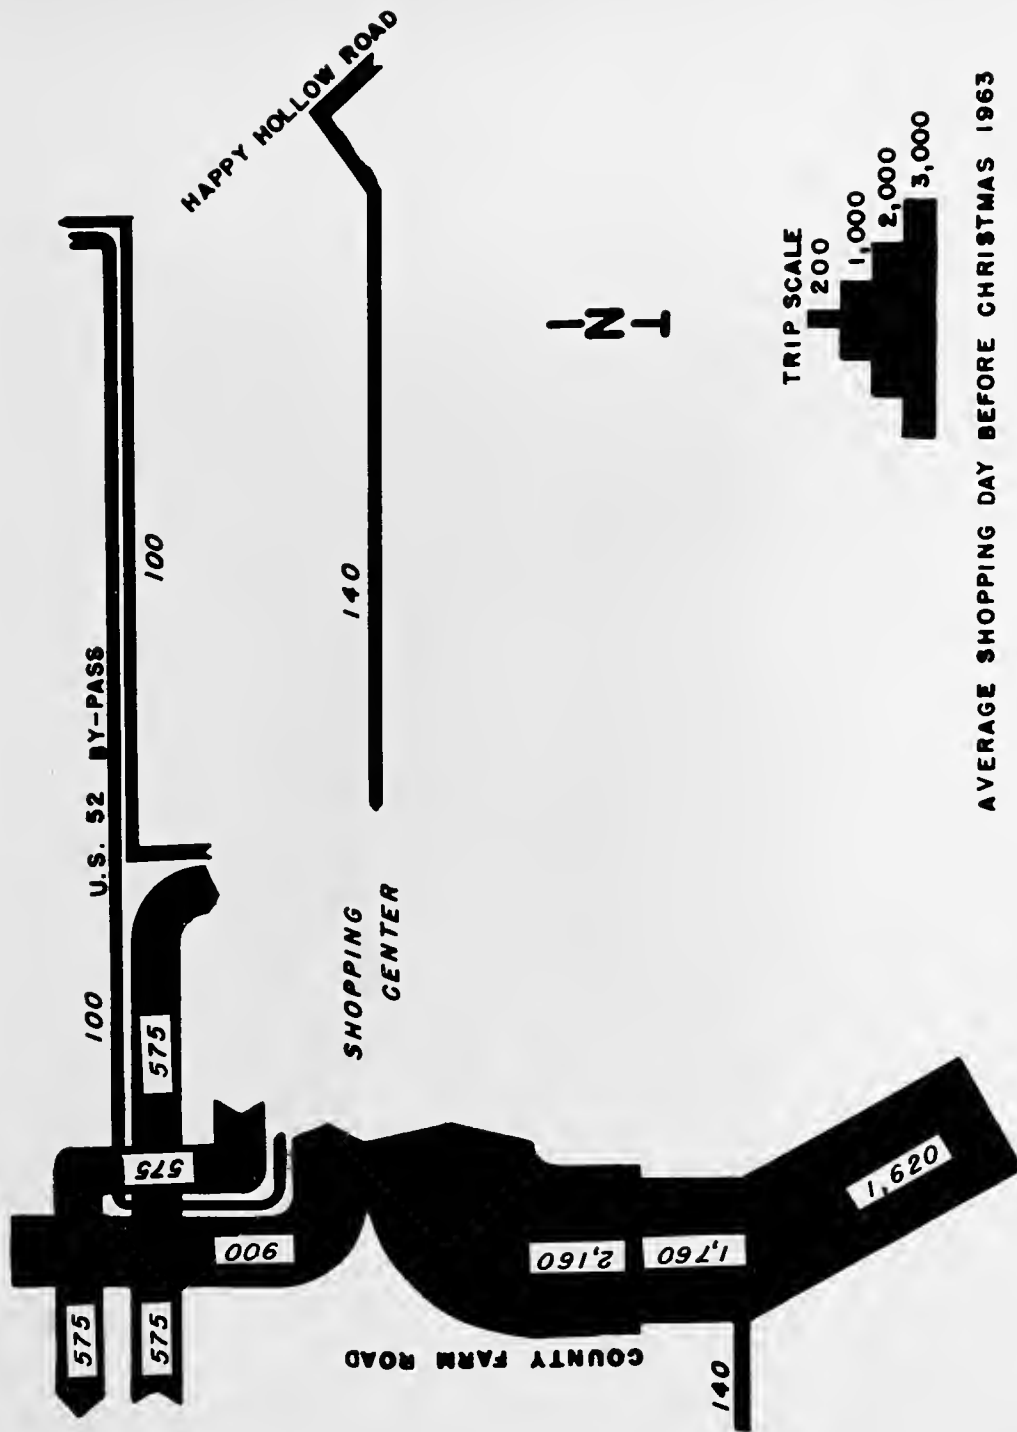 HAPPY HOLLOW ROAD
U.S. 52 BY-PASS
100
100
140
SHOPPING
CENTER
575
575
575
575
900
2,160
1,760
1,620
140
COUNTY FARM ROAD
N
TRIP SCALE
200
1,000
2,000
3,000
AVERAGE SHOPPING DAY BEFORE CHRISTMAS 1963